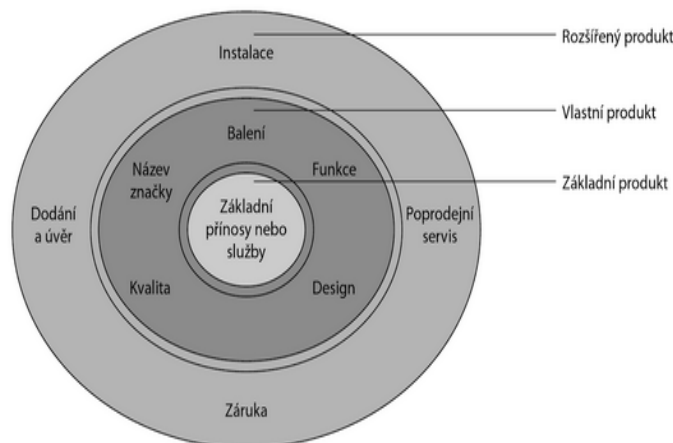 Rozšířený produkt
Instalace
Vlastní produkt
Balení
Název
značky
Funkce
Základní produkt
Základní
přínosy nebo
služby
Dodání
a úvěr
Poprodejní
servis
Kvalita
Design
Záruka